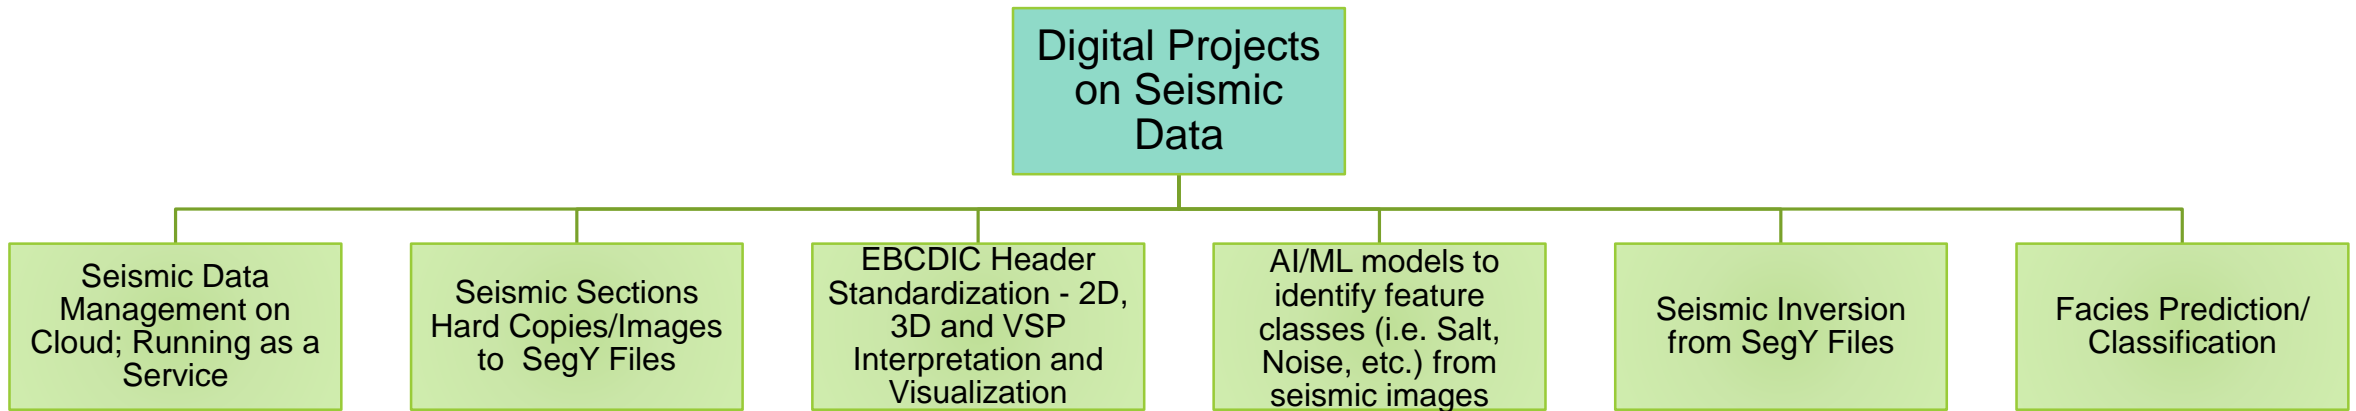 Digital Projects
on Seismic
Data
Seismic Data
Management on
Cloud; Running as a
Service
Seismic Sections
Hard Copies/Images
to SegY Files
EBCDIC Header
Standardization - 2D,
3D and VSP
Interpretation and
Visualization
AI/ML models to
identify feature
classes (i.e. Salt,
Noise, etc.) from
seismic images
Seismic Inversion
from SegY Files
Facies Prediction/
Classification